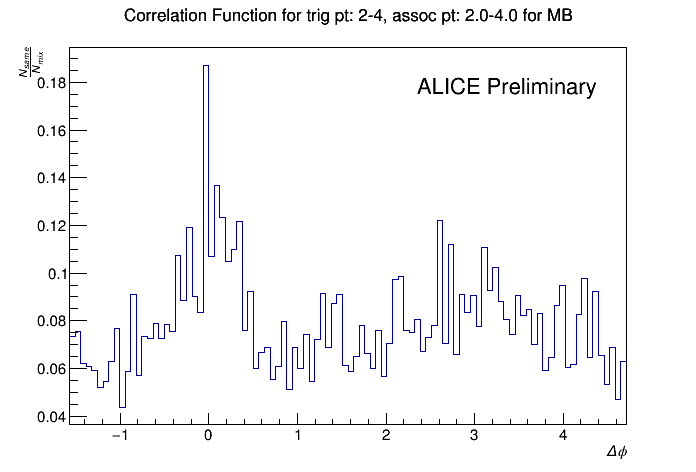 Correlation Function for trig pt: 2-4, assoc pt: 2.0-4.0 for MB
N_same
N_mix
ALICE Preliminary
0.18
0.16
0.14
0.12
0.1
0.08
0.06
0.04
−1 0 1 2 3 4
Δϕ